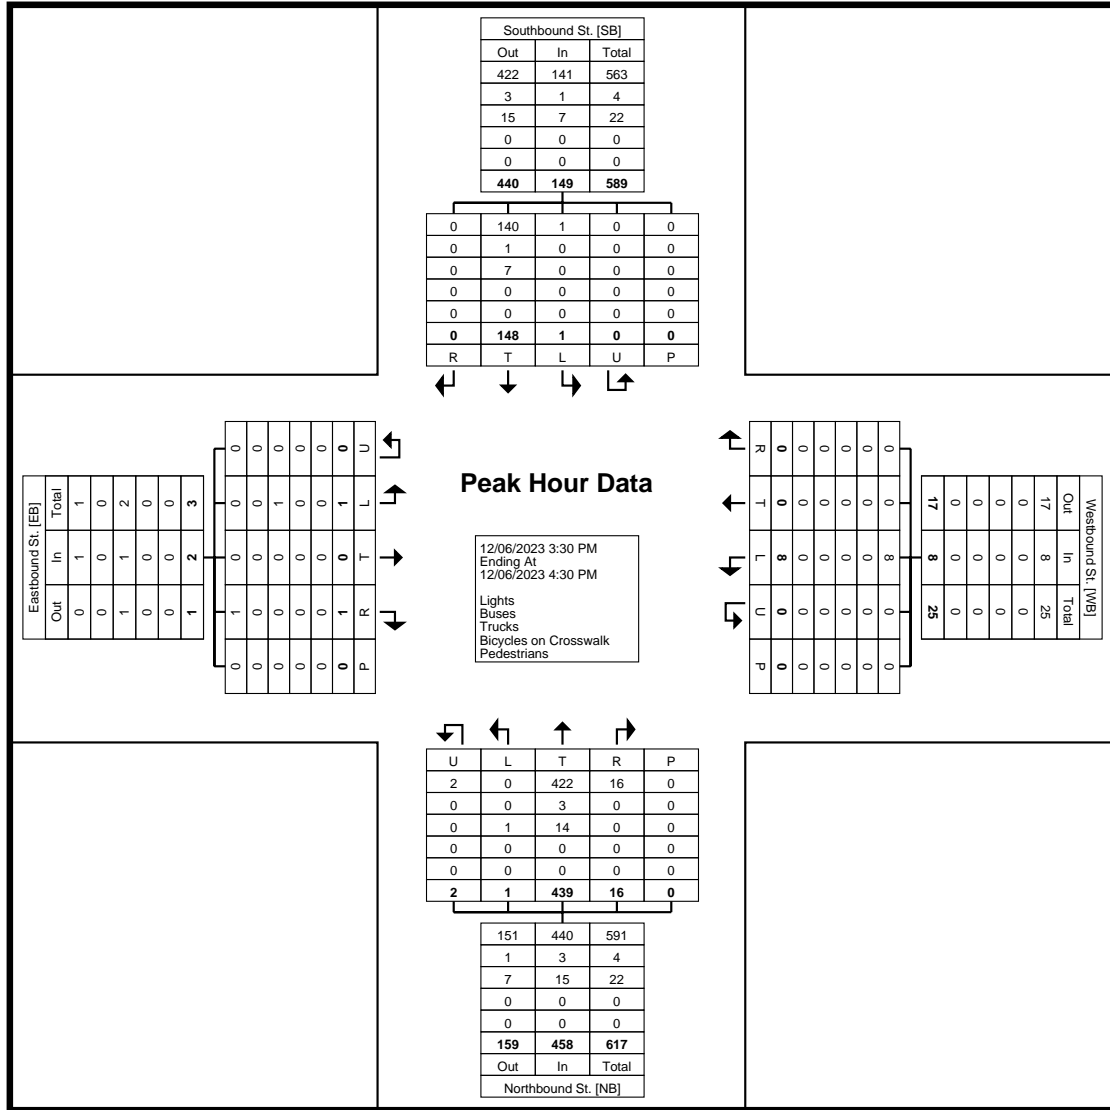 Southbound St. [SB]
Out In Total
422 141 563
3 1 4
15 7 22
0 0 0
0 0 0
440 149 589
0 140 1 0 0
0 1 0 0 0
0 7 0 0 0
0 0 0 0 0
0 0 0 0 0
0 148 1 0 0
R T L U P
Eastbound St. [EB]
Total 1 0 2 0 0 3
In 1 0 1 0 0 2
Out 0 0 1 0 0 1
0 0 0 0 0 0 U
0 0 1 0 0 1 L
0 0 0 0 0 0 T
1 0 0 0 0 1 R
0 0 0 0 0 0 P
Peak Hour Data
12/06/2023 3:30 PM
Ending At
12/06/2023 4:30 PM
Lights
Buses
Trucks
Bicycles on Crosswalk
Pedestrians
R 0 0 0 0 0 0
T 0 0 0 0 0 0
L 8 0 0 0 0 8
U 0 0 0 0 0 0
P 0 0 0 0 0 0
Westbound St. [WB]
17 0 0 0 0 17 Out
8 0 0 0 0 8 In
25 0 0 0 0 25 Total
U L T R P
2 0 422 16 0
0 0 3 0 0
0 1 14 0 0
0 0 0 0 0
0 0 0 0 0
2 1 439 16 0
151 440 591
1 3 4
7 15 22
0 0 0
0 0 0
159 458 617
Out In Total
Northbound St. [NB]